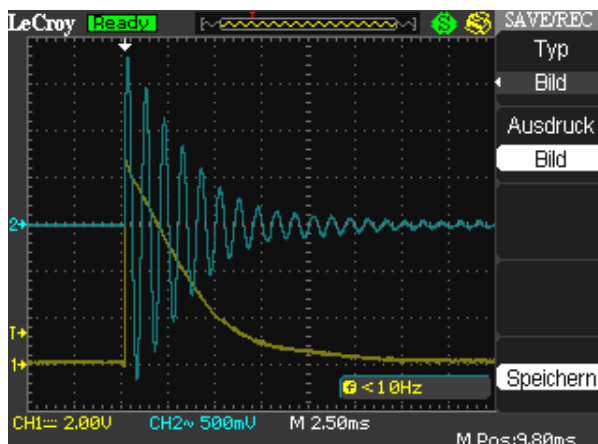 LeCroy Ready SAVE/REC
Typ
Bild
Ausdruck
Bild
2
T
1
<10Hz
Speichern
CH1 2.00V CH2~ 500mV M 2.50ms
M Pos:9.80ms